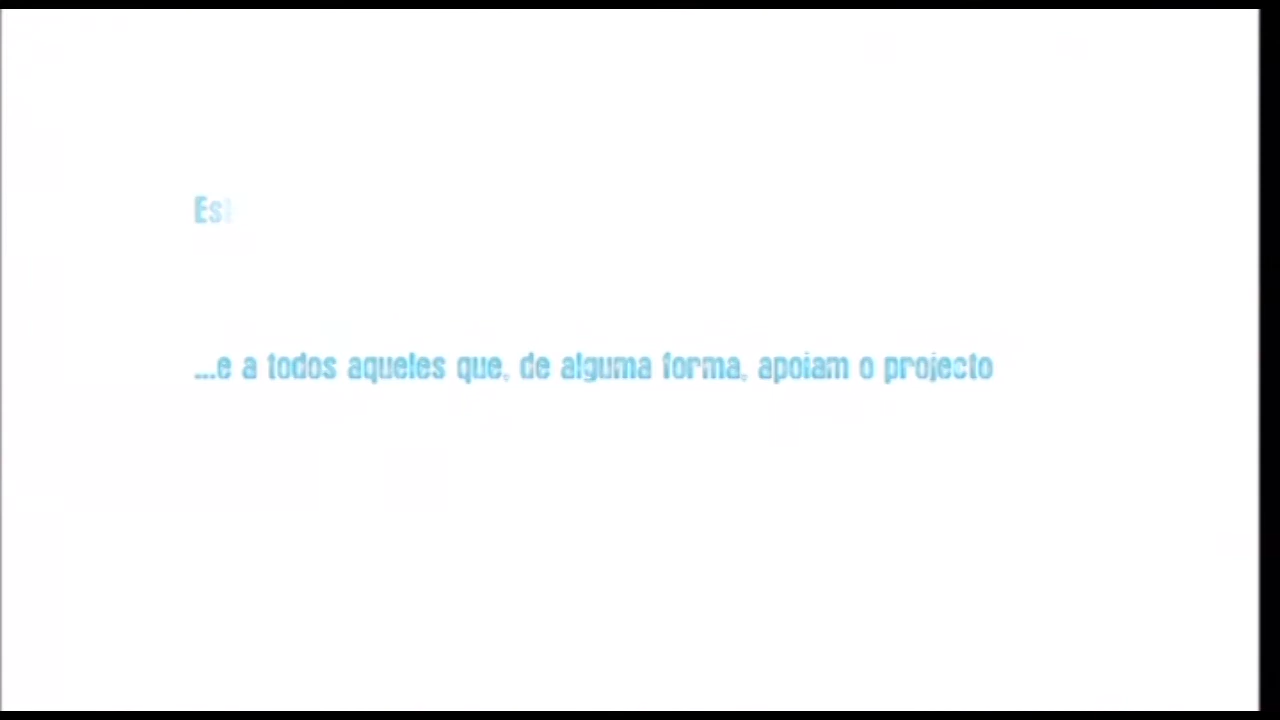 Es
...e a todos aqueles que, de alguma forma, apoiam o projecto